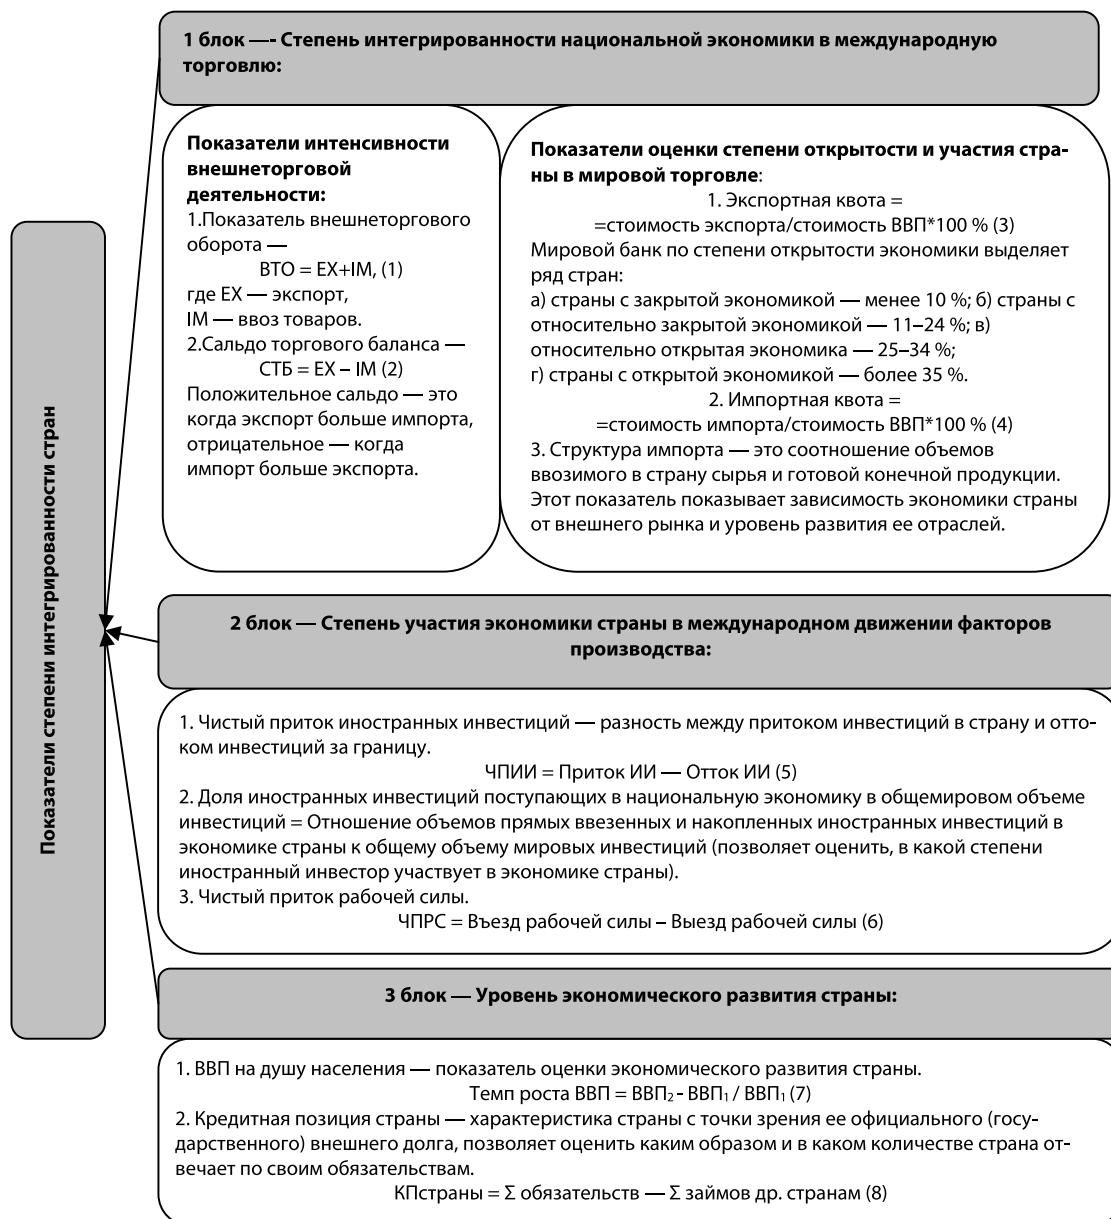 Показатели степени интегрированности стран
1 блок —- Степень интегрированности национальной экономики в международную
торговлю:
Показатели интенсивности
внешнеторговой
деятельности:
1.Показатель внешнеторгового
оборота —
ВТО = EX+IM, (1)
где EX — экспорт,
IM — ввоз товаров.
2.Сальдо торгового баланса —
СТБ = EX – IM (2)
Положительное сальдо — это
когда экспорт больше импорта,
отрицательное — когда
импорт больше экспорта.
Показатели оценки степени открытости и участия стра-
ны в мировой торговле:
1. Экспортная квота =
=стоимость экспорта/стоимость ВВП*100 % (3)
Мировой банк по степени открытости экономики выделяет
ряд стран:
а) страны с закрытой экономикой — менее 10 %; б) страны с
относительно закрытой экономикой — 11–24 %; в)
относительно открытая экономика — 25–34 %;
г) страны с открытой экономикой — более 35 %.
2. Импортная квота =
=стоимость импорта/стоимость ВВП*100 % (4)
3. Структура импорта — это соотношение объемов
ввозимого в страну сырья и готовой конечной продукции.
Этот показатель показывает зависимость экономики страны
от внешнего рынка и уровень развития ее отраслей.
2 блок — Степень участия экономики страны в международном движении факторов
производства:
1. Чистый приток иностранных инвестиций — разность между притоком инвестиций в страну и отто-
ком инвестиций за границу.
ЧПИИ = Приток ИИ — Отток ИИ (5)
2. Доля иностранных инвестиций поступающих в национальную экономику в общемировом объеме
инвестиций = Отношение объемов прямых ввезенных и накопленных иностранных инвестиций в
экономике страны к общему объему мировых инвестиций (позволяет оценить, в какой степени
иностранный инвестор участвует в экономике страны).
3. Чистый приток рабочей силы.
ЧПРС = Въезд рабочей силы – Выезд рабочей силы (6)
3 блок — Уровень экономического развития страны:
1. ВВП на душу населения — показатель оценки экономического развития страны.
Темп роста ВВП = ВВП₂ - ВВП₁ / ВВП₁ (7)
2. Кредитная позиция страны — характеристика страны с точки зрения ее официального (госу-
дарственного) внешнего долга, позволяет оценить каким образом и в каком количестве страна от-
вечает по своим обязательствам.
КПстраны = Σ обязательств — Σ займов др. странам (8)